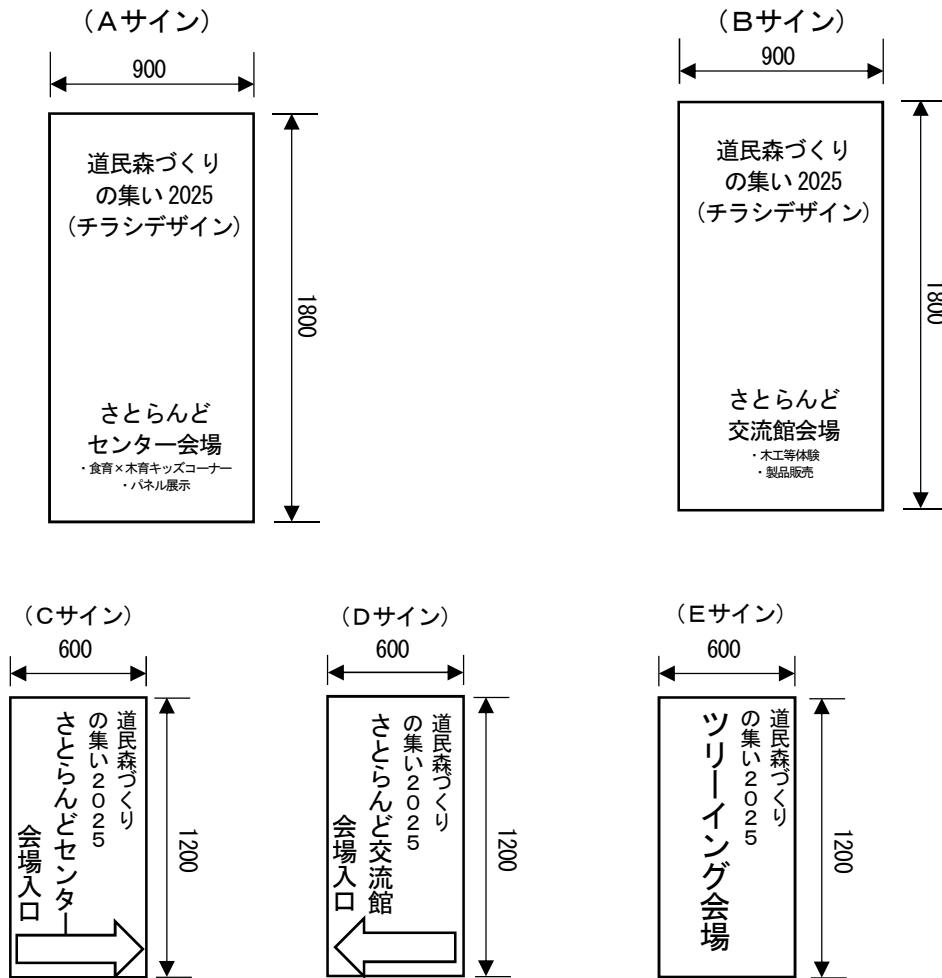 （Ａサイン）
900
道民森づくり
の集い2025
（チラシデザイン）
さとらんど
センター会場
・食育×木育キッズコーナー
・パネル展示
1800
（Ｂサイン）
900
道民森づくり
の集い2025
（チラシデザイン）
さとらんど
交流館会場
・木工等体験
・製品販売
1800
（Ｃサイン）
600
道民森づくり
の集い２０２５
さとらんどセンター
会場入口
1200
（Ｄサイン）
600
道民森づくり
の集い２０２５
さとらんど交流館
会場入口
1200
（Ｅサイン）
600
道民森づくり
の集い２０２５
ツリーイング会場
1200